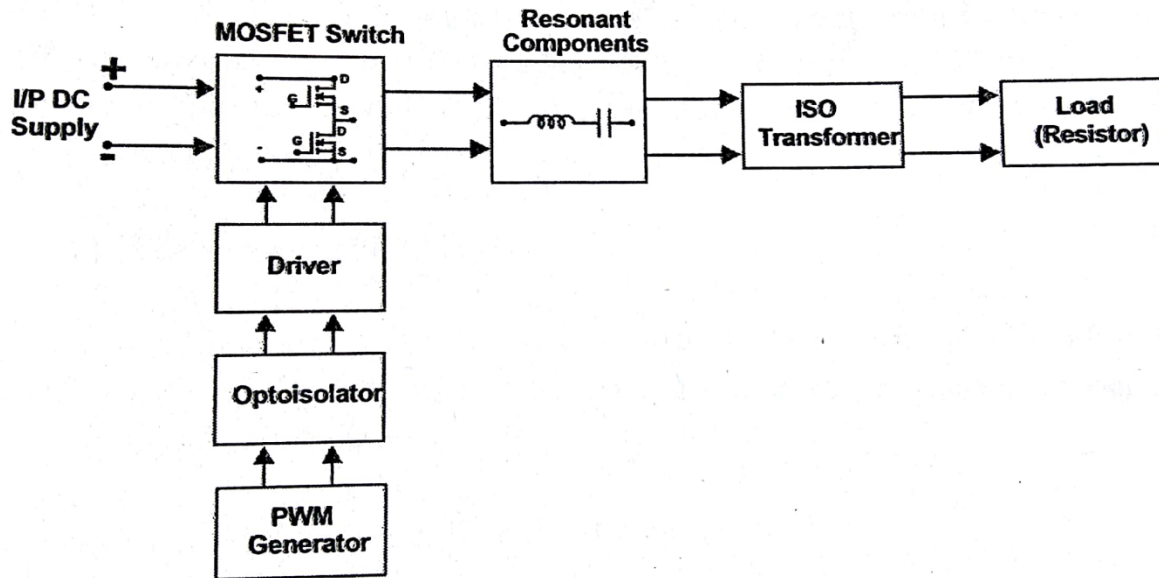 MOSFET Switch
Resonant
Components
+
I/P DC
Supply
-
+
D
G
S
D
G
-
S
ISO
Transformer
Load
(Resistor)
Driver
Optoisolator
PWM
Generator